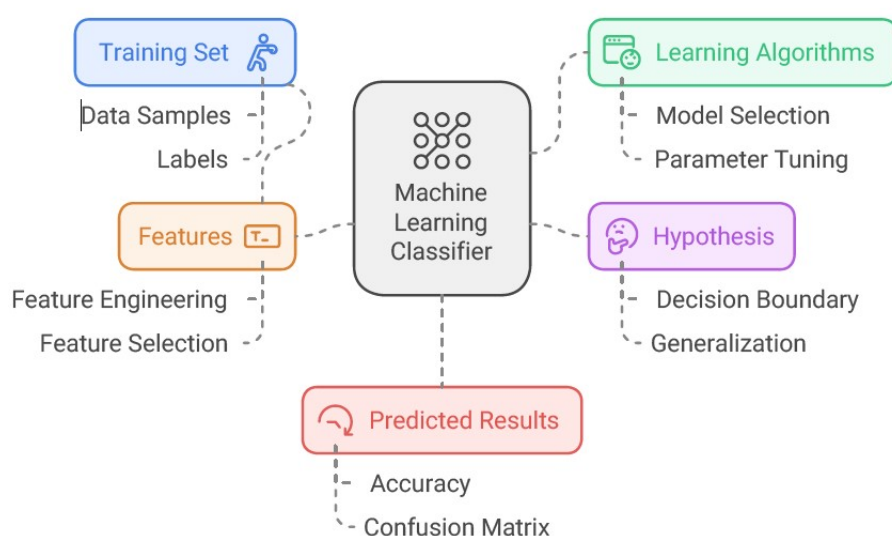 Training Set
Data Samples
Labels
Features
Feature Engineering
Feature Selection
Machine
Learning
Classifier
Learning Algorithms
Model Selection
Parameter Tuning
Hypothesis
Decision Boundary
Generalization
Predicted Results
Accuracy
Confusion Matrix